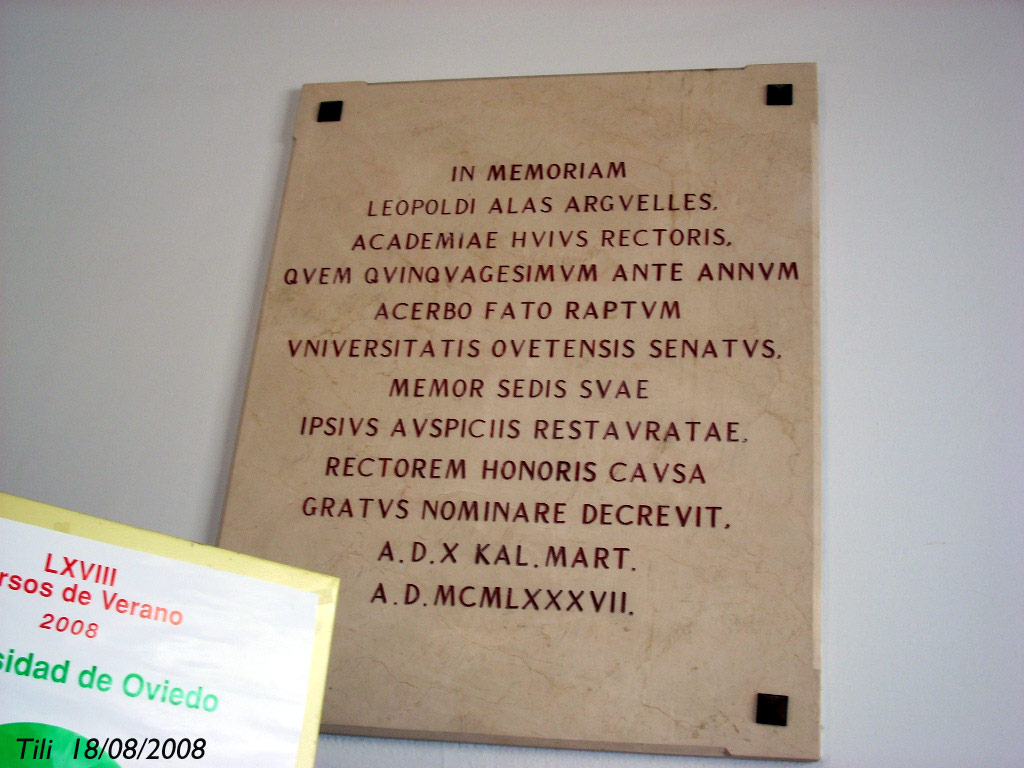 IN MEMORIAM
LEOPOLDI ALAS ARGVELLES,
ACADEMIAE HVIVS RECTORIS,
QVEM QVINQVAGESIMVM ANTE ANNVM
ACERBO FATO RAPTVM
VNIVERSITATIS OVETENSIS SENATVS,
MEMOR SEDIS SVAE
IPSIVS AVSPICIIS RESTAVRATAE,
RECTOREM HONORIS CAVSA
GRATVS NOMINARE DECREVIT,
A.D.X KAL.MART.
A.D.MCMLXXXVII.
LXVIII
rsos de Verano
2008
sidad de Oviedo
Tili 18/08/2008